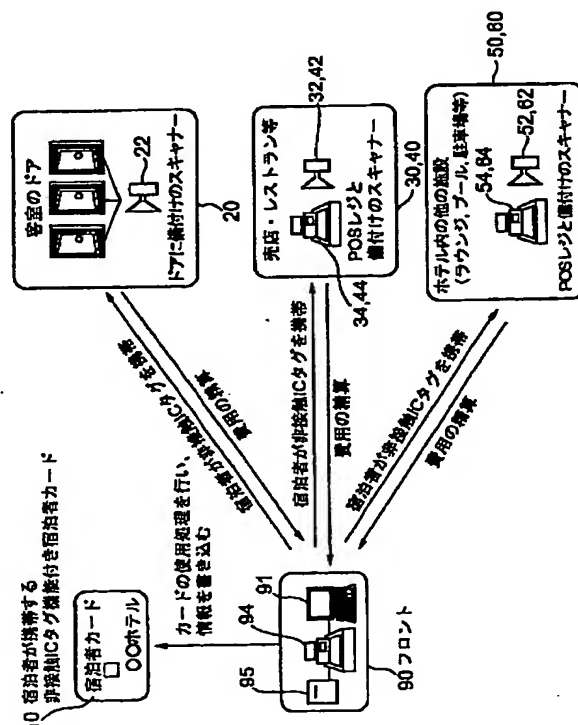 10 宿泊者が携帯する
非接触ICタグ機能付き宿泊者カード
宿泊者カード
〇〇ホテル
カードの使用処理を行い、
情報を書き込む
95
94
91
90 フロント
宿泊者が非接触ICタグを携帯
費用の精算
宿泊者が非接触ICタグを携帯
費用の精算
宿泊者が非接触ICタグを携帯
費用の精算
客室のドア
22
ドアに備付けのスキャナー
20
売店・レストラン等
32,42
34,44
POSレジと
備付けのスキャナー
30,40
50,60
ホテル内の他の施設
(ラウンジ, プール, 駐車場等)
54,64
52,62
POSレジと備付けのスキャナー